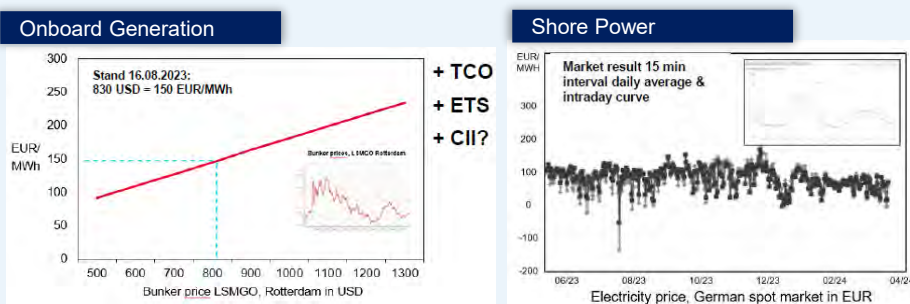 Onboard Generation
300
250
200
EUR/
MWh
150
100
50
0
Stand 16.08.2023:
830 USD = 150 EUR/MWh
Bunker prices, LSMGO Rotterdam
500 600 700 800 900 1000 1100 1200 1300
Bunker price LSMGO, Rotterdam in USD
+ TCO
+ ETS
+ CII?
Shore Power
EUR/
MWH
300
200
100
0
-100
-200
Market result 15 min
interval daily average &
intraday curve
06/23 08/23 10/23 12/23 02/24 04/24
Electricity price, German spot market in EUR